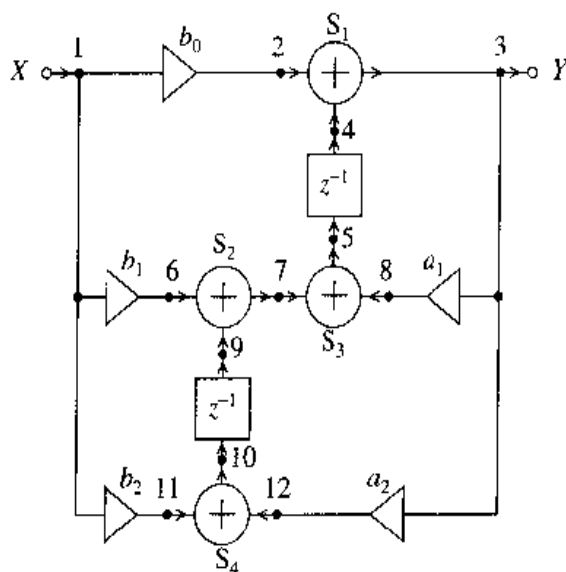 1 b₀ 2 S₁ 3
X Y
4
z⁻¹
5
b₁ 6 S₂ 7 8 a₁
S₃
9
z⁻¹
10
b₂ 11 12 a₂
S₄